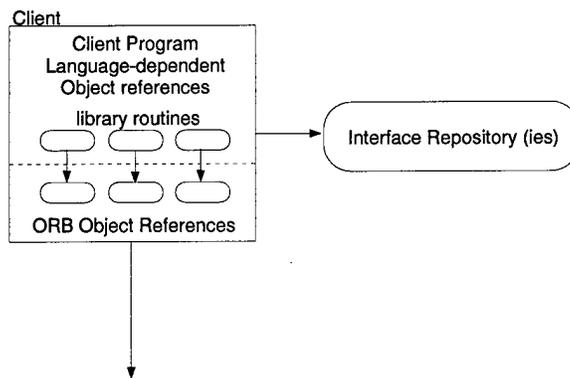 Client
Client Program
Language-dependent
Object references
library routines
Interface Repository (ies)
ORB Object References